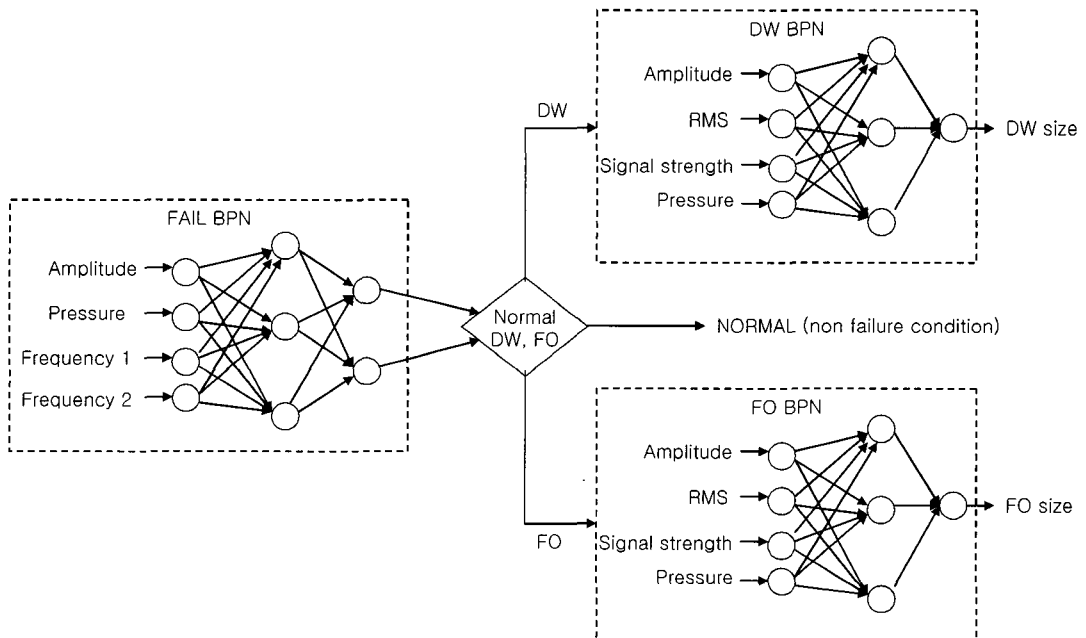 DW BPN
Amplitude
RMS
Signal strength
Pressure
DW size
DW
FAIL BPN
Amplitude
Pressure
Frequency 1
Frequency 2
Normal
DW, FO
NORMAL (non failure condition)
FO
FO BPN
Amplitude
RMS
Signal strength
Pressure
FO size